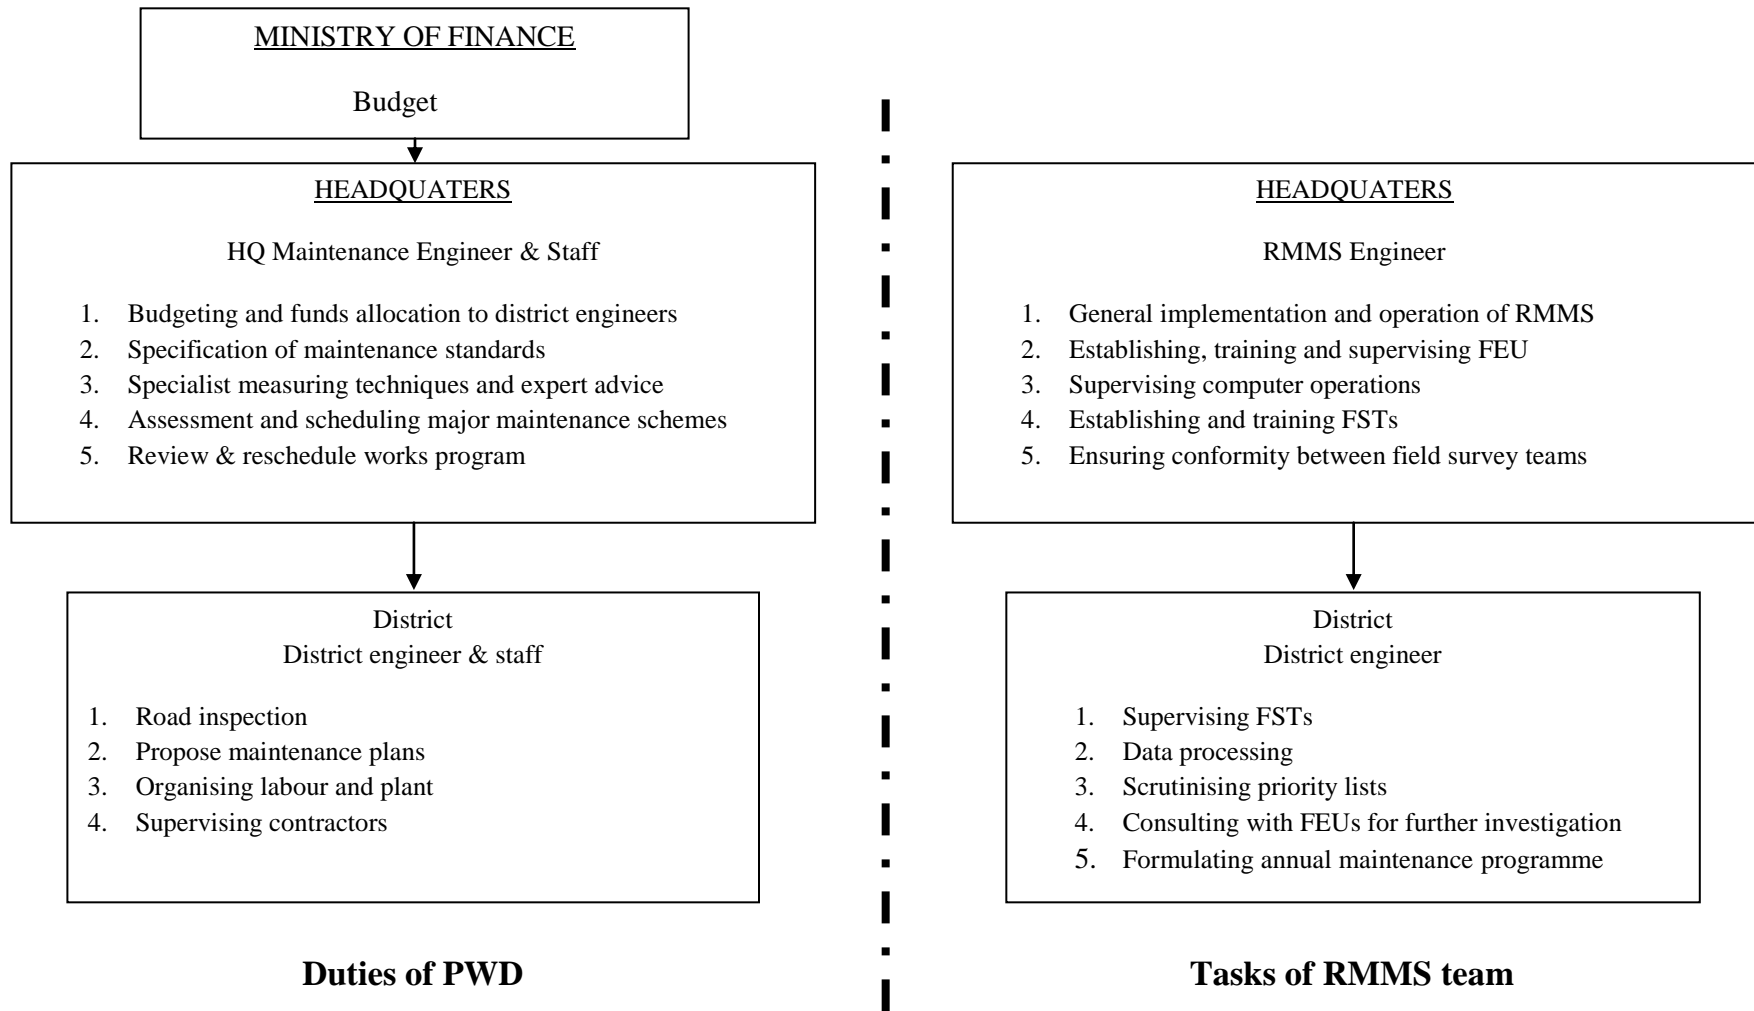 MINISTRY OF FINANCE
Budget
HEADQUATERS
HQ Maintenance Engineer & Staff
1. Budgeting and funds allocation to district engineers
2. Specification of maintenance standards
3. Specialist measuring techniques and expert advice
4. Assessment and scheduling major maintenance schemes
5. Review & reschedule works program
District
District engineer & staff
1. Road inspection
2. Propose maintenance plans
3. Organising labour and plant
4. Supervising contractors
Duties of PWD
HEADQUATERS
RMMS Engineer
1. General implementation and operation of RMMS
2. Establishing, training and supervising FEU
3. Supervising computer operations
4. Establishing and training FSTs
5. Ensuring conformity between field survey teams
District
District engineer
1. Supervising FSTs
2. Data processing
3. Scrutinising priority lists
4. Consulting with FEUs for further investigation
5. Formulating annual maintenance programme
Tasks of RMMS team